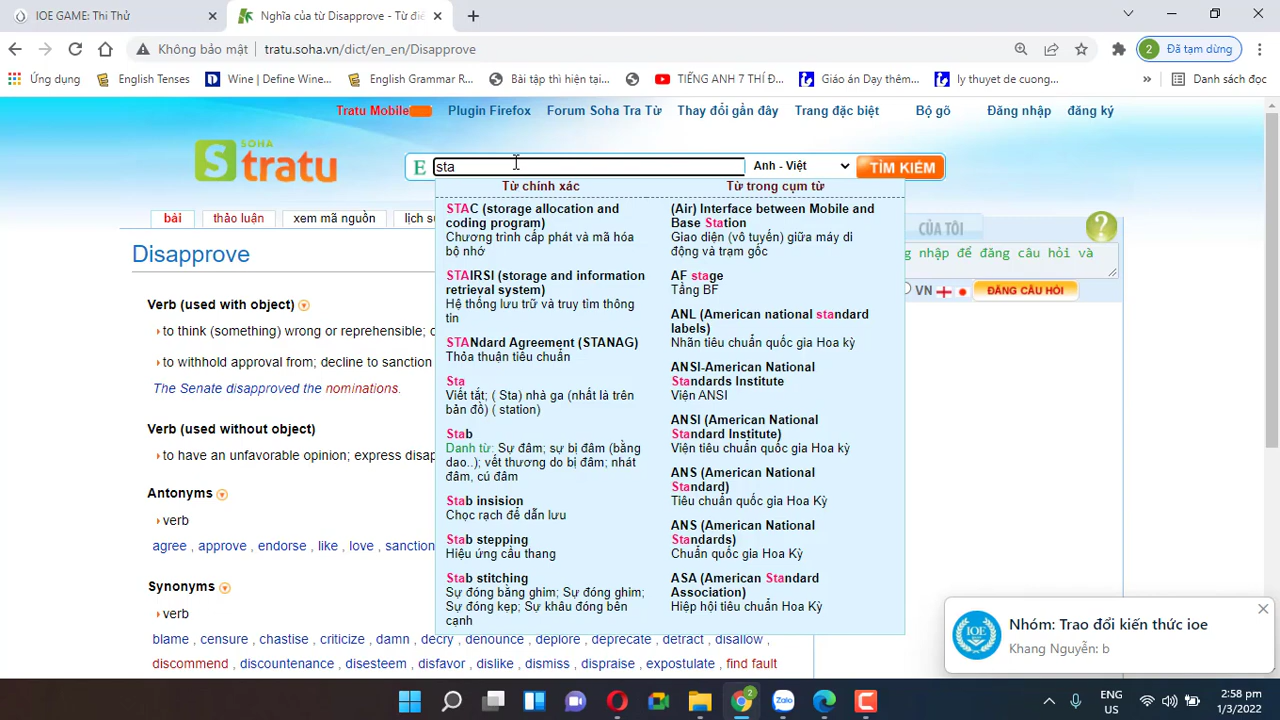 IOE GAME: Thi Thử
Nghĩa của từ Disapprove - Từ điể
Không bảo mật
tratu.soha.vn/dict/en_en/Disapprove
2
Đã tạm dừng
Ứng dụng
English Tenses
Wine | Define Wine...
English Grammar R...
Bài tập thì hiện tại...
TIẾNG ANH 7 THÍ Đ...
Giáo án Dạy thêm...
ly thuyet de cuong...
»
Danh sách đọc
Tratu Mobile
Plugin Firefox
Forum Soha Tra Từ
Thay đổi gần đây
Trang đặc biệt
Bộ gõ
Đăng nhập
đăng ký
SOHA
tratu
E
sta
Anh - Việt
TÌM KIẾM
bài
thảo luận
xem mã nguồn
lịch sử
Disapprove
Verb (used with object)
to think (something) wrong or reprehensible;
to withhold approval from; decline to sanction
The Senate disapproved the nominations.
Verb (used without object)
to have an unfavorable opinion; express disap
Antonyms
verb
agree , approve , endorse , like , love , sanction
Synonyms
verb
blame , censure , chastise , criticize , damn , decry , denounce , deplore , deprecate , detract , disallow ,
discommend , discountenance , disesteem , disfavor , dislike , dismiss , dispraise , expostulate , find fault
Từ chính xác
STAC (storage allocation and
coding program)
Chương trình cấp phát và mã hóa
bộ nhớ
STAIRSI (storage and information
retrieval system)
Hệ thống lưu trữ và truy tìm thông
tin
STANdard Agreement (STANAG)
Thỏa thuận tiêu chuẩn
Sta
Viết tắt; ( Sta) nhà ga (nhất là trên
bản đồ) ( station)
Stab
Danh từ: Sự đâm; sự bị đâm (bằng
dao..); vết thương do bị đâm; nhát
đâm, cú đâm
Stab insision
Chọc rạch để dẫn lưu
Stab stepping
Hiệu ứng cầu thang
Stab stitching
Sự đóng bằng ghim; Sự đóng ghim;
Sự đóng kẹp; Sự khâu đóng bên
cạnh
Từ trong cụm từ
(Air) Interface between Mobile and
Base Station
Giao diện (vô tuyến) giữa máy di
động và trạm gốc
AF stage
Tầng BF
ANL (American national standard
labels)
Nhãn tiêu chuẩn quốc gia Hoa kỳ
ANSI-American National
Standards Institute
Viện ANSI
ANSI (American National
Standard Institute)
Viện tiêu chuẩn quốc gia Hoa kỳ
ANS (American National
Standard)
Tiêu chuẩn quốc gia Hoa Kỳ
ANS (American National
Standards)
Chuẩn quốc gia Hoa Kỳ
ASA (American Standard
Association)
Hiệp hội tiêu chuẩn Hoa Kỳ
CỦA TÔI
?
ng nhập để đăng câu hỏi và
VN
ĐĂNG CÂU HỎI
Nhóm: Trao đổi kiến thức ioe
Khang Nguyễn: b
2
Zalo
ENG
US
2:58 pm
1/3/2022